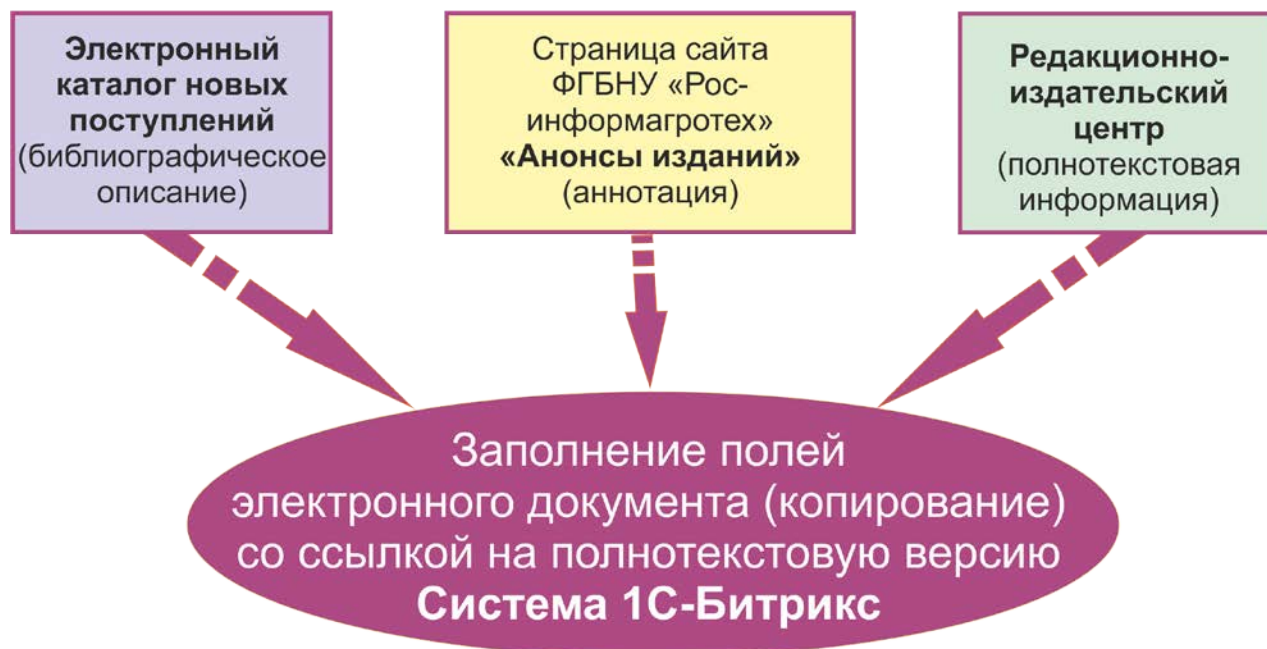 Электронный
каталог новых
поступлений
(библиографическое
описание)
Страница сайта
ФГБНУ «Рос-
информагротех»
«Анонсы изданий»
(аннотация)
Редакционно-
издательский
центр
(полнотекстовая
информация)
Заполнение полей
электронного документа (копирование)
со ссылкой на полнотекстовую версию
Система 1С-Битрикс